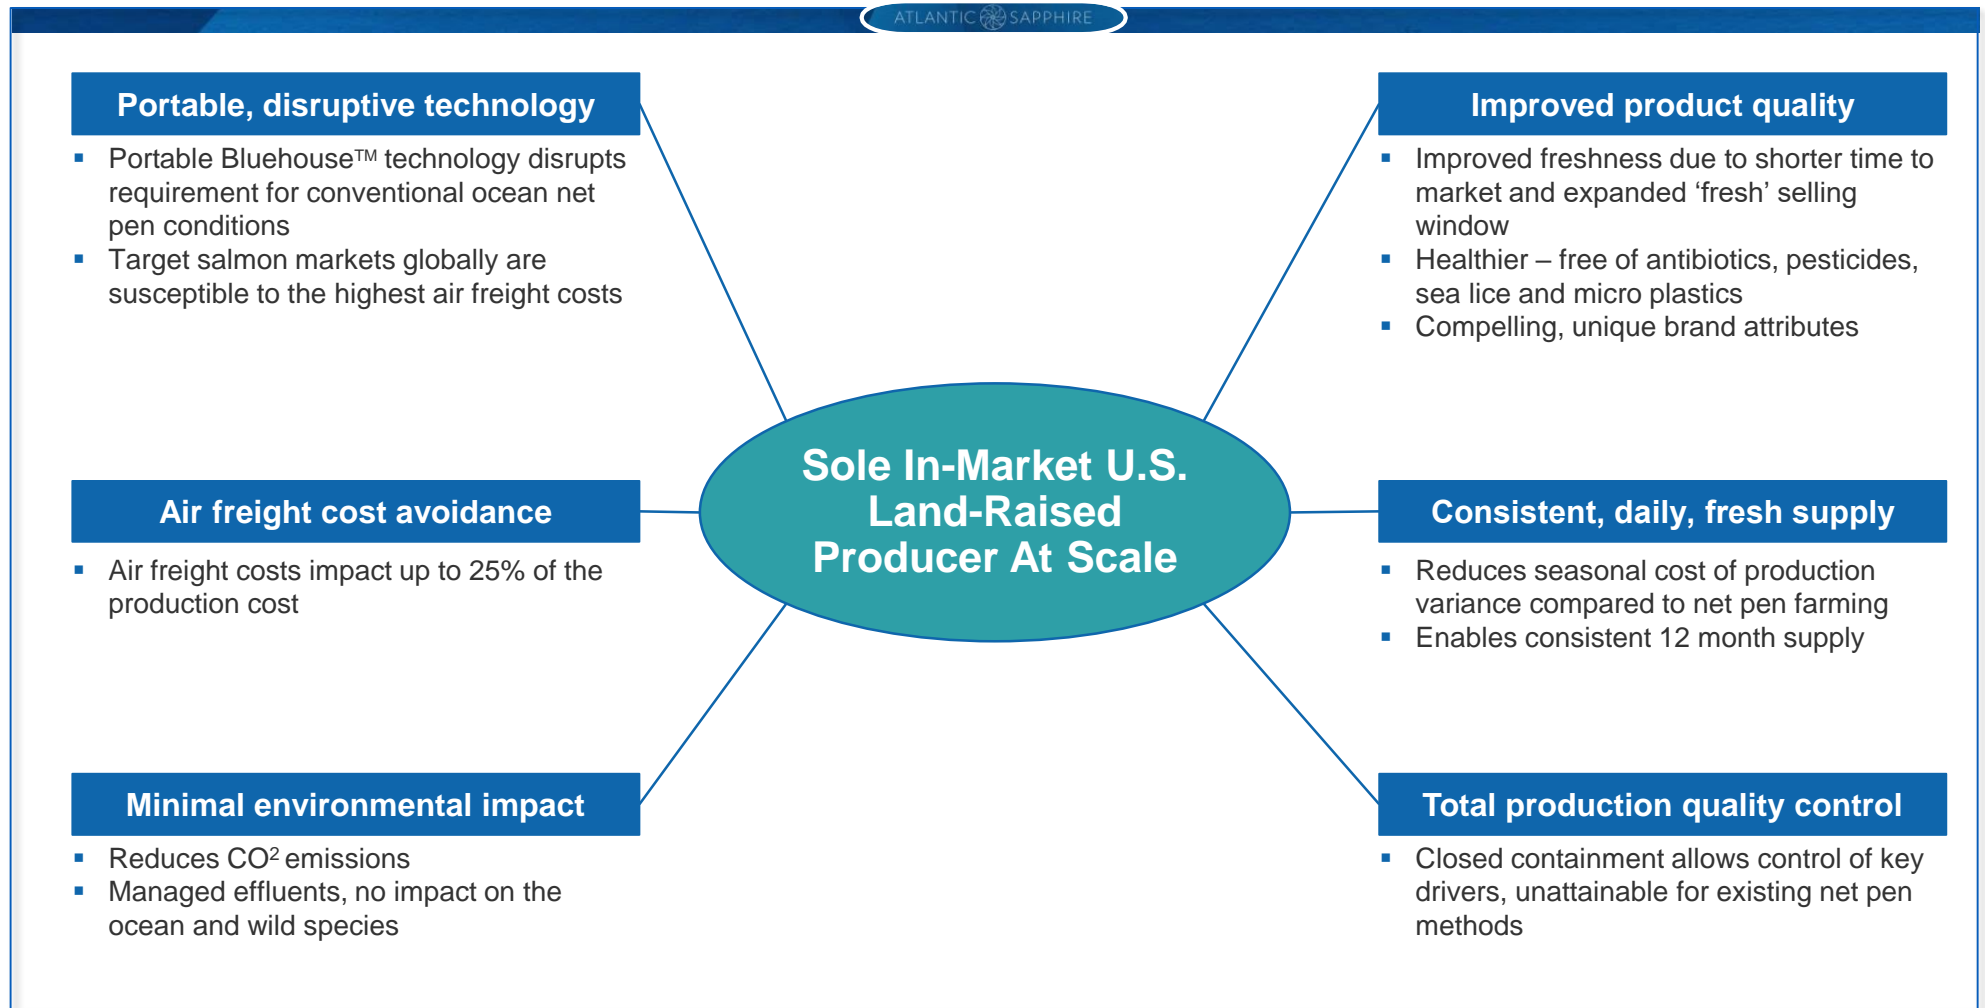 ATLANTIC SAPPHIRE
Portable, disruptive technology
▪ Portable Bluehouse™ technology disrupts
requirement for conventional ocean net
pen conditions
▪ Target salmon markets globally are
susceptible to the highest air freight costs
Air freight cost avoidance
▪ Air freight costs impact up to 25% of the
production cost
Minimal environmental impact
▪ Reduces CO² emissions
▪ Managed effluents, no impact on the
ocean and wild species
Sole In-Market U.S.
Land-Raised
Producer At Scale
Improved product quality
▪ Improved freshness due to shorter time to
market and expanded ‘fresh’ selling
window
▪ Healthier – free of antibiotics, pesticides,
sea lice and micro plastics
▪ Compelling, unique brand attributes
Consistent, daily, fresh supply
▪ Reduces seasonal cost of production
variance compared to net pen farming
▪ Enables consistent 12 month supply
Total production quality control
▪ Closed containment allows control of key
drivers, unattainable for existing net pen
methods